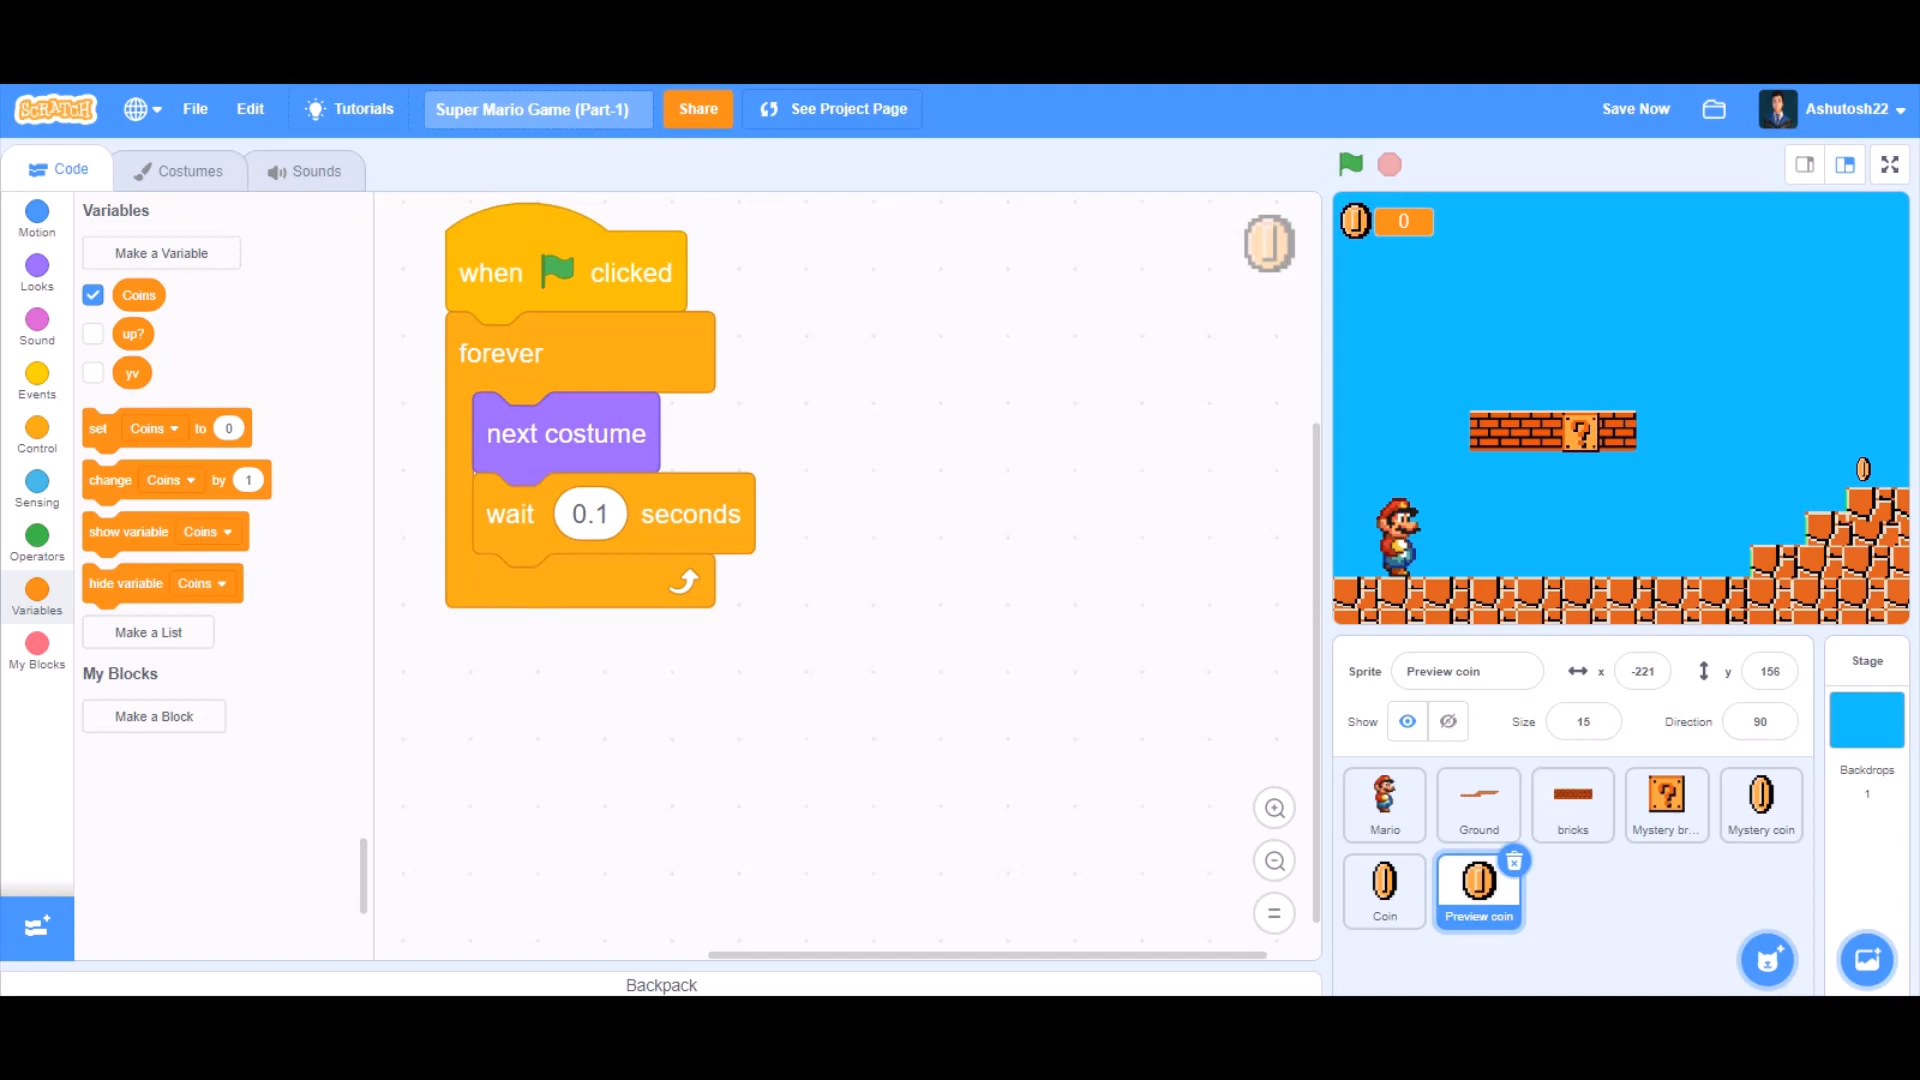 SCRATCH
File
Edit
Tutorials
Super Mario Game (Part-1)
Share
See Project Page
Save Now
Ashutosh22
Code
Costumes
Sounds
Motion
Looks
Sound
Events
Control
Sensing
Operators
Variables
My Blocks
Variables
Make a Variable
Coins
up?
yv
set Coins to 0
change Coins by 1
show variable Coins
hide variable Coins
Make a List
My Blocks
Make a Block
when clicked
forever
next costume
wait 0.1 seconds
Backpack
0
?
Sprite Preview coin x -221 y 156
Show Size 15 Direction 90
Mario
Ground
bricks
Mystery br...
Mystery coin
Coin
Preview coin
Stage
Backdrops
1